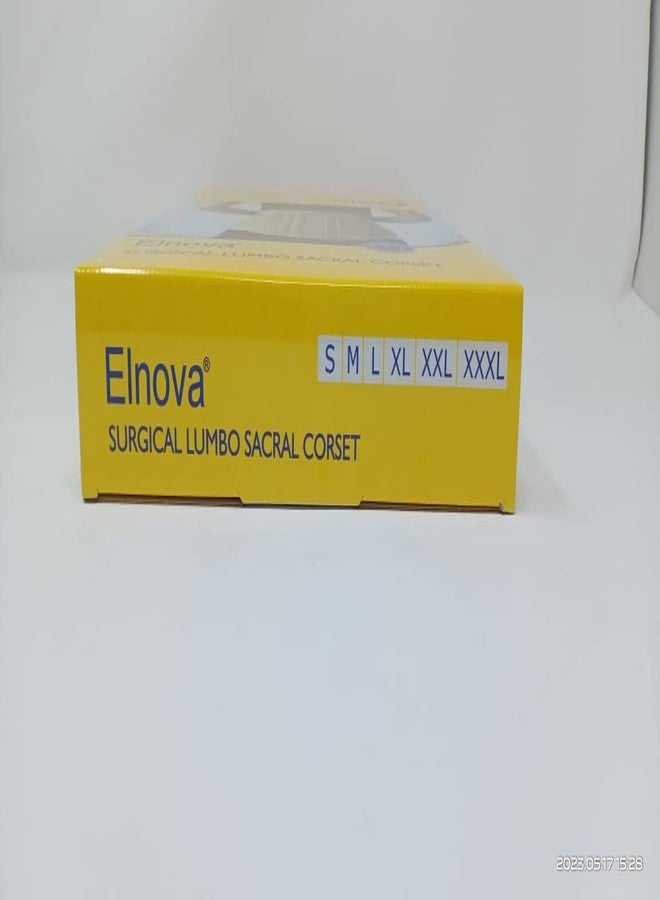 Elnova
SURGICAL LUMBO SACRAL CORSET
Elnova®
S M L XL XXL XXXL
SURGICAL LUMBO SACRAL CORSET
2023.05.17 15:28